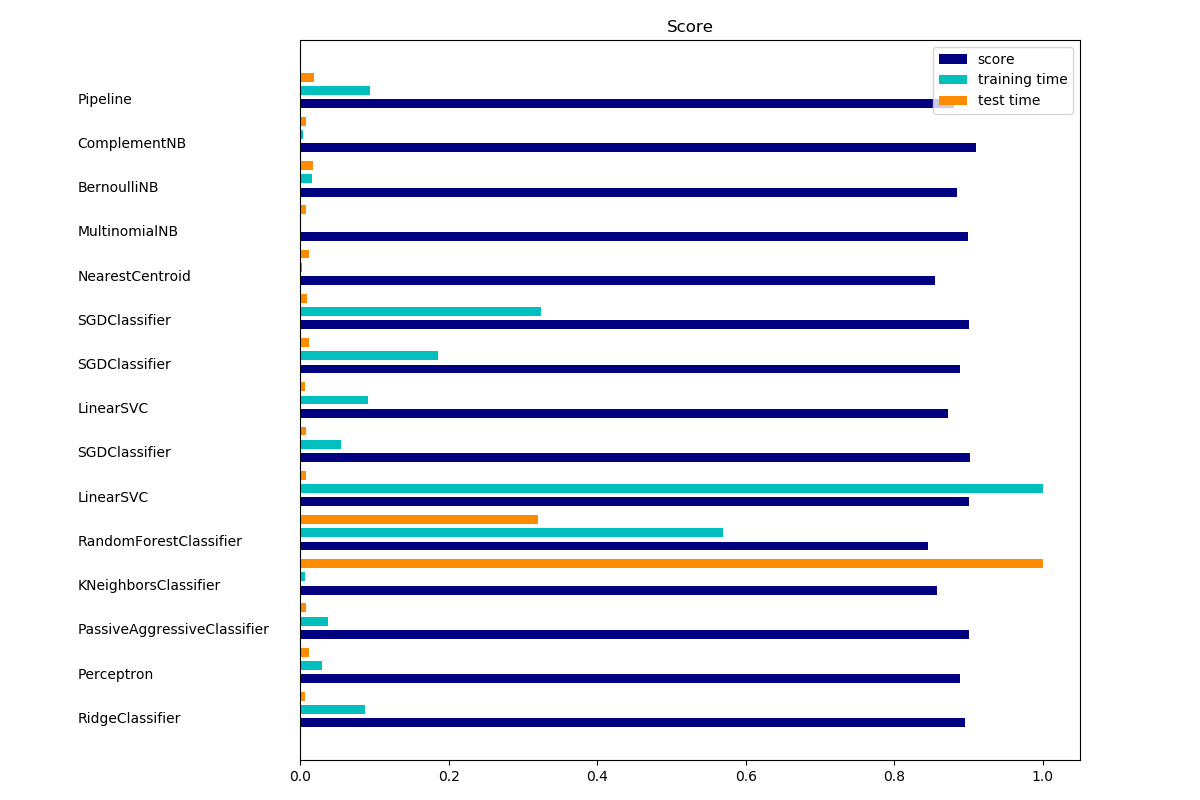 Score
score
training time
test time
Pipeline
ComplementNB
BernoulliNB
MultinomialNB
NearestCentroid
SGDClassifier
SGDClassifier
LinearSVC
SGDClassifier
LinearSVC
RandomForestClassifier
KNeighborsClassifier
PassiveAggressiveClassifier
Perceptron
RidgeClassifier
0.0 0.2 0.4 0.6 0.8 1.0